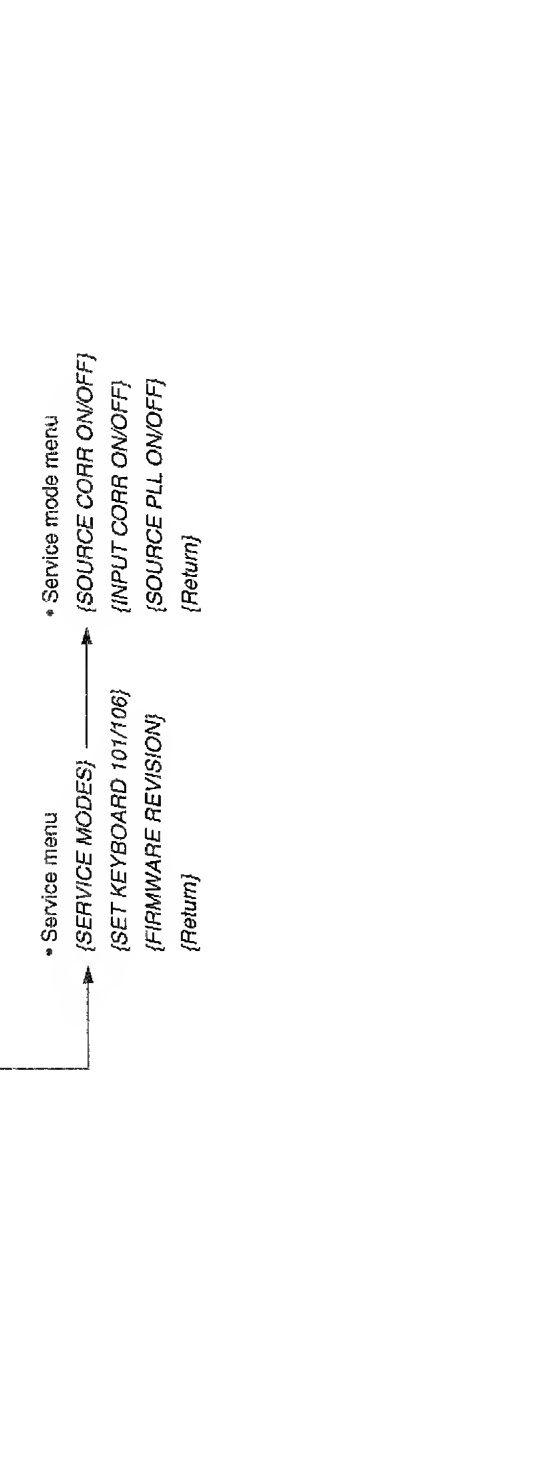 • Service menu
{SERVICE MODES}
{SET KEYBOARD 101/106}
{FIRMWARE REVISION}
{Return}
• Service mode menu
{SOURCE CORR ON/OFF}
{INPUT CORR ON/OFF}
{SOURCE PLL ON/OFF}
{Return}